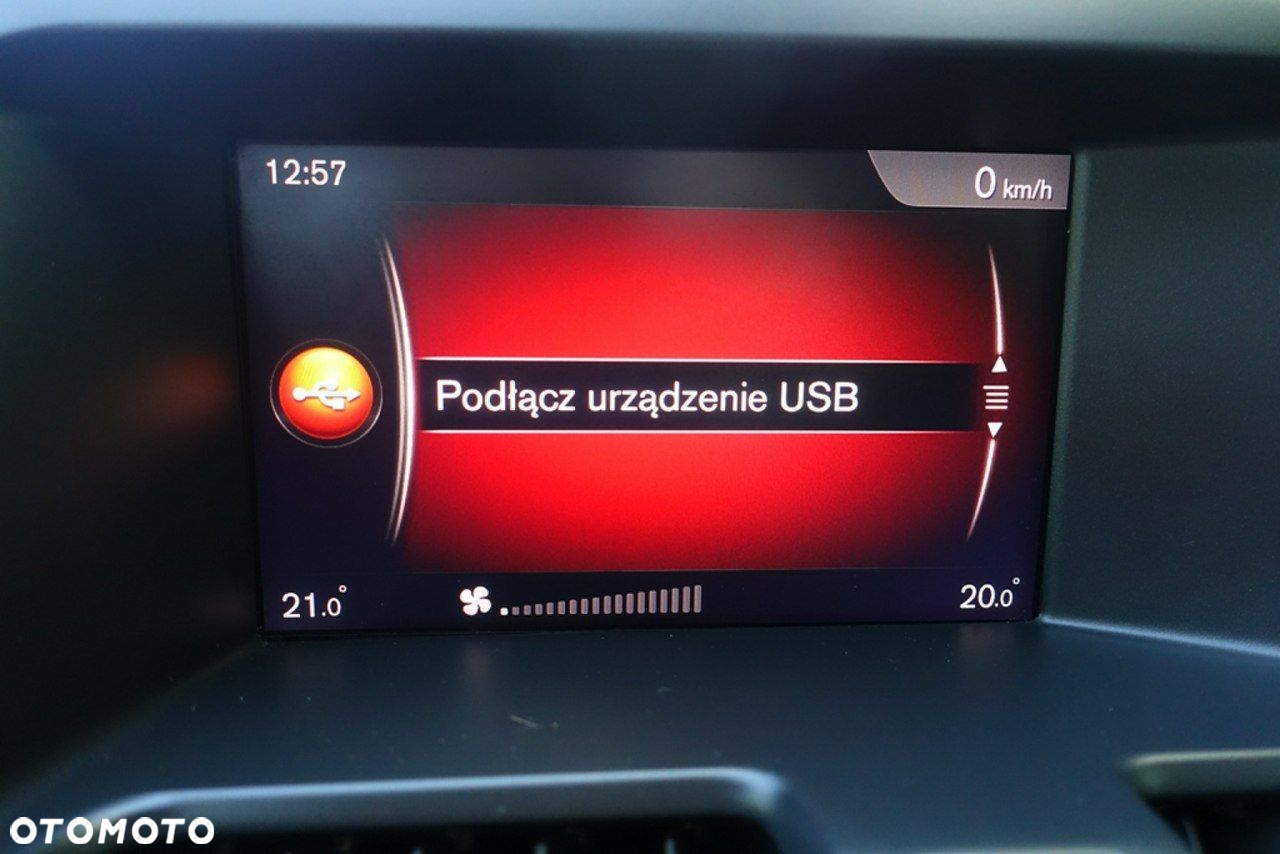 12:57
0 km/h
Podłącz urządzenie USB
21.0°
20.0°
OTOMOTO